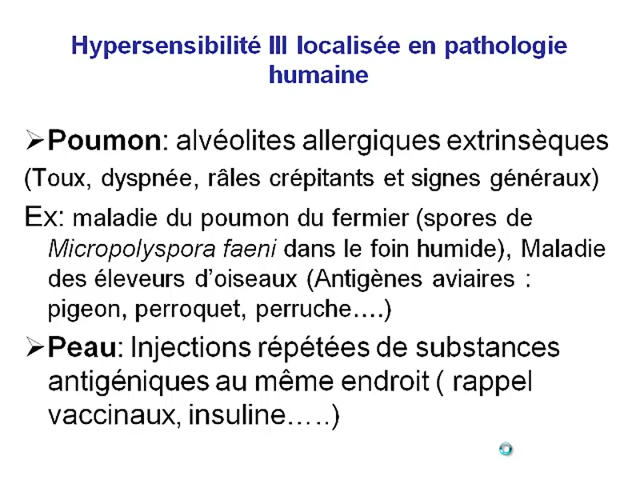 Hypersensibilité III localisée en pathologie
humaine
➢Poumon: alvéolites allergiques extrinsèques
(Toux, dyspnée, râles crépitants et signes généraux)
Ex: maladie du poumon du fermier (spores de
Micropolyspora faeni dans le foin humide), Maladie
des éleveurs d’oiseaux (Antigènes aviaires :
pigeon, perroquet, perruche….)
➢Peau: Injections répétées de substances
antigéniques au même endroit ( rappel
vaccinaux, insuline…..)